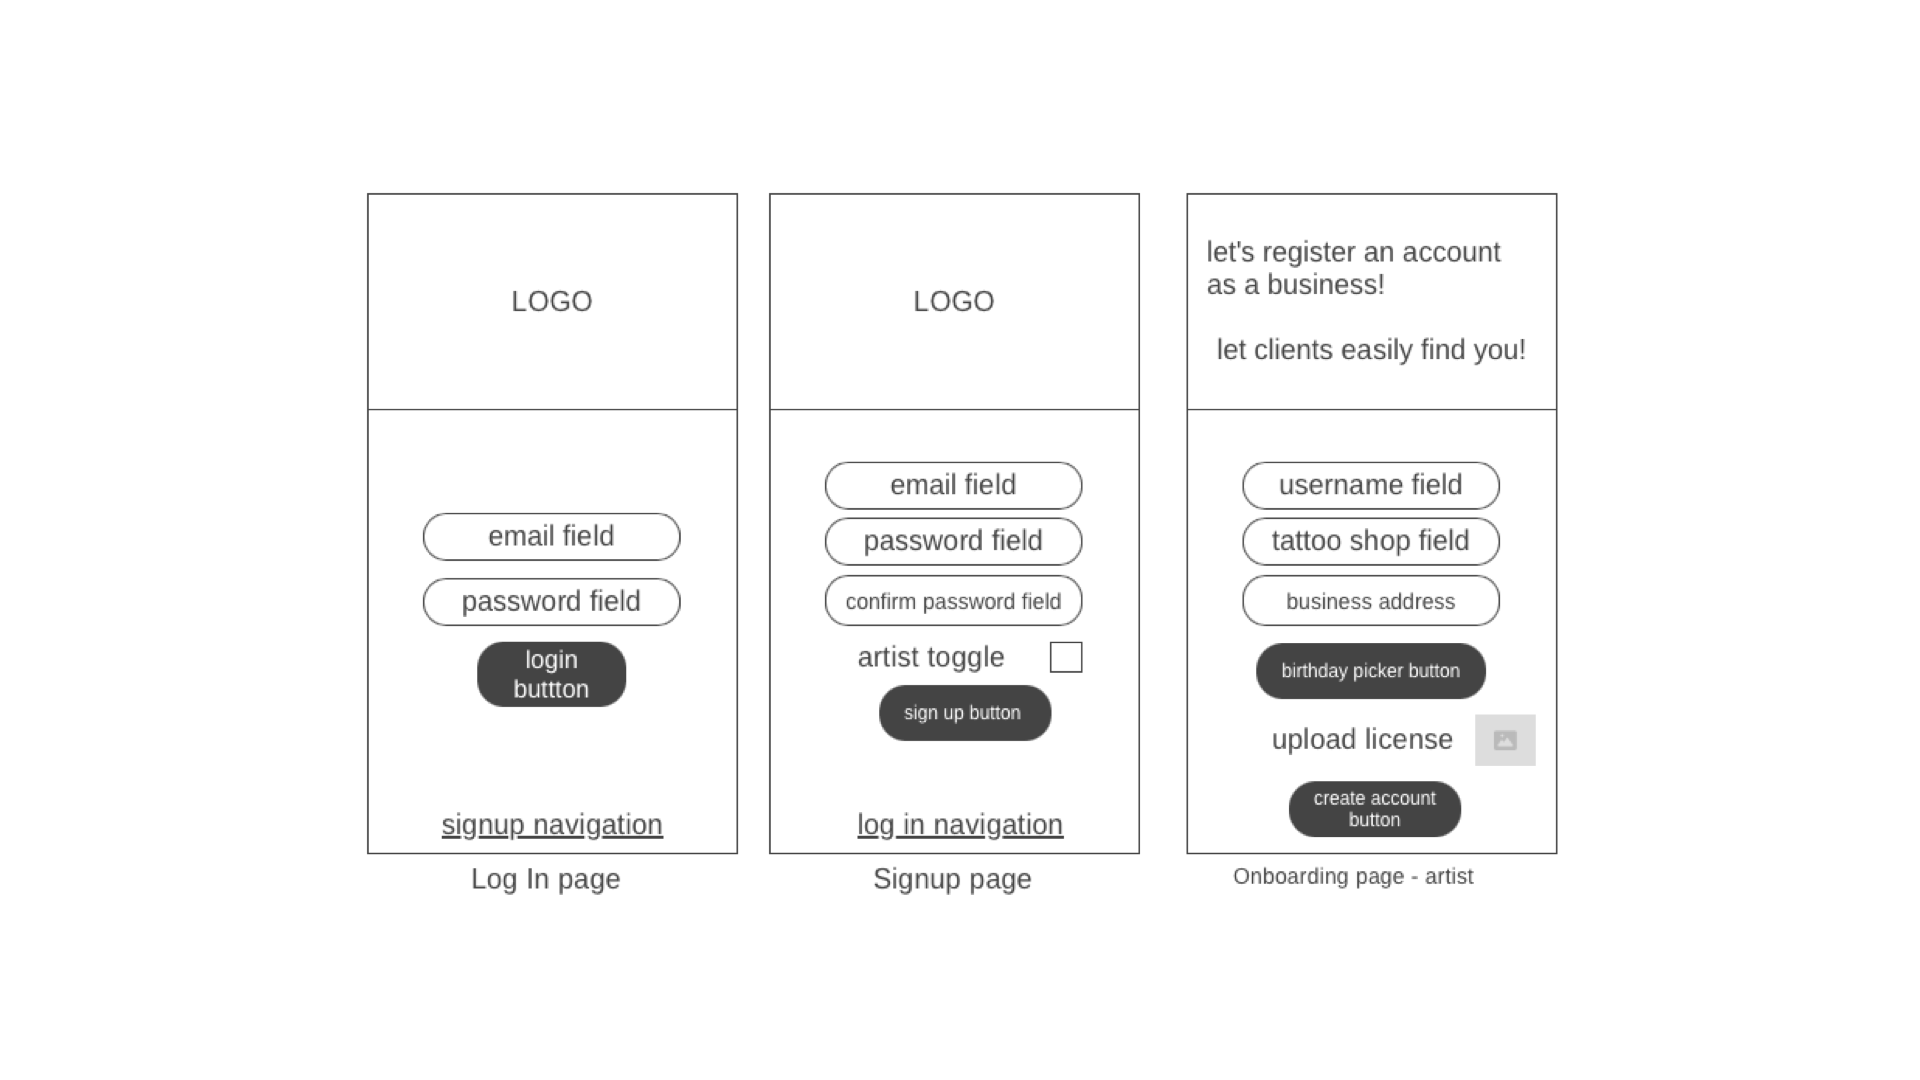 LOGO
email field
password field
login
buttton
signup navigation
Log In page
LOGO
email field
password field
confirm password field
artist toggle
sign up button
log in navigation
Signup page
let's register an account
as a business!
let clients easily find you!
username field
tattoo shop field
business address
birthday picker button
upload license
create account
button
Onboarding page - artist